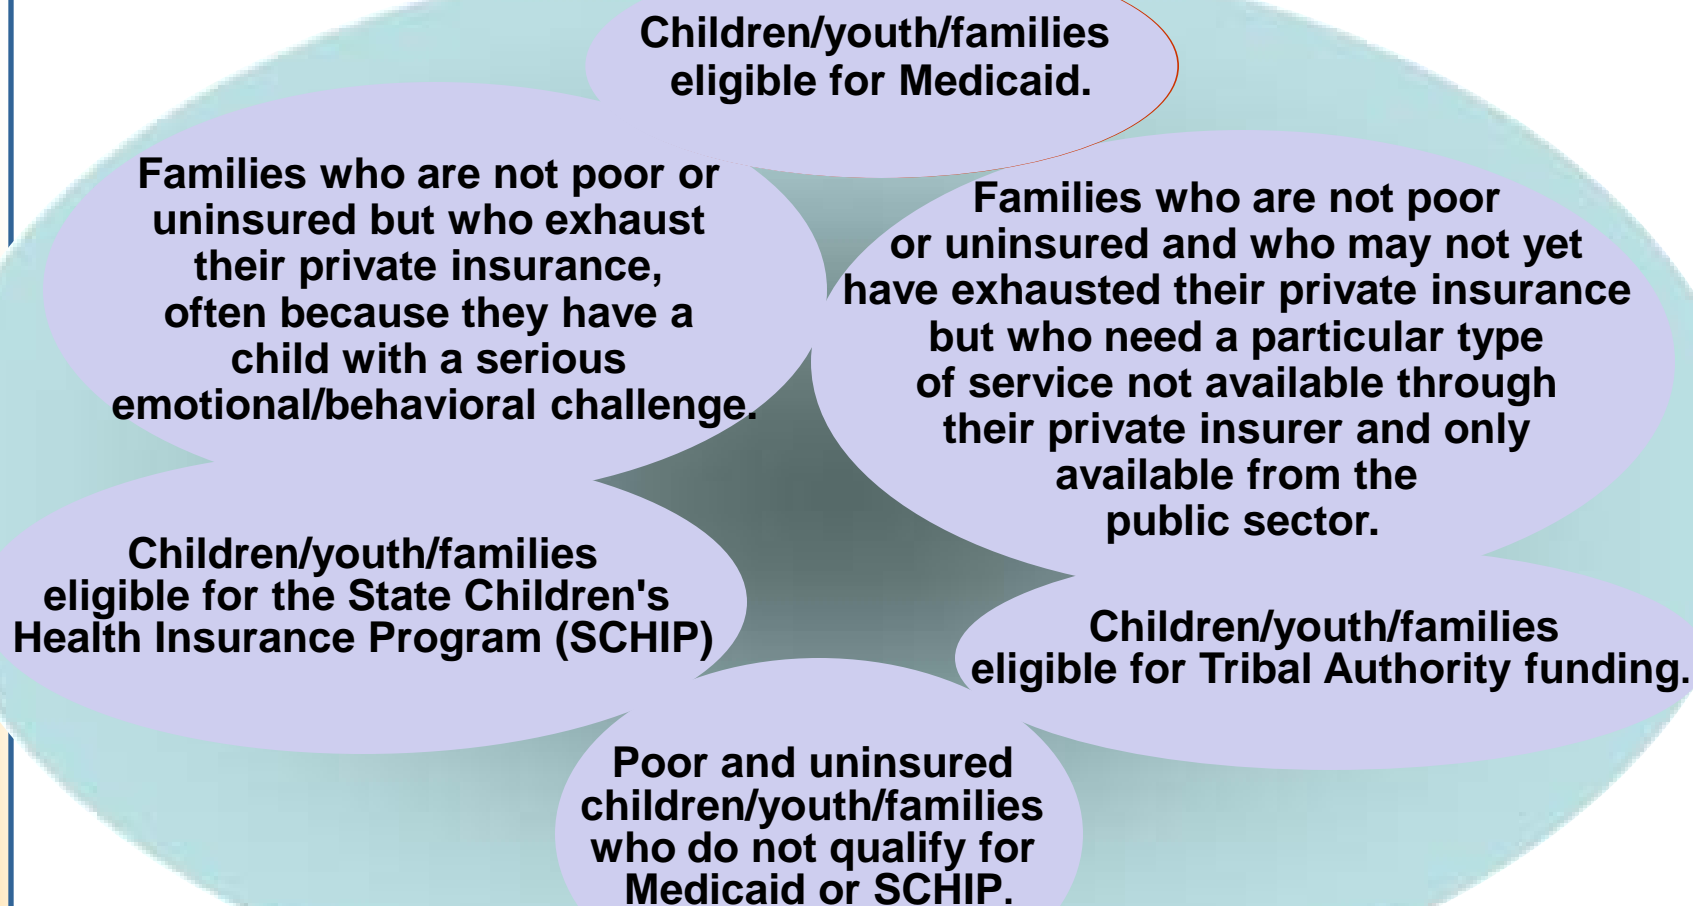 Children/youth/families
eligible for Medicaid.
Families who are not poor or
uninsured but who exhaust
their private insurance,
often because they have a
child with a serious
emotional/behavioral challenge.
Families who are not poor
or uninsured and who may not yet
have exhausted their private insurance
but who need a particular type
of service not available through
their private insurer and only
available from the
public sector.
Children/youth/families
eligible for the State Children's
Health Insurance Program (SCHIP)
Children/youth/families
eligible for Tribal Authority funding.
Poor and uninsured
children/youth/families
who do not qualify for
Medicaid or SCHIP.